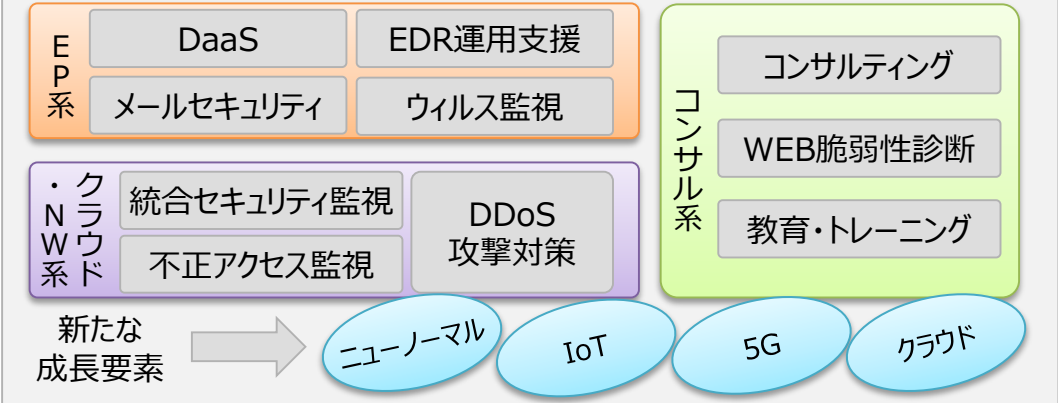 EP系
DaaS
EDR運用支援
メールセキュリティ
ウィルス監視
クラウド
・NW系
統合セキュリティ監視
不正アクセス監視
DDoS
攻撃対策
コンサル系
コンサルティング
WEB脆弱性診断
教育・トレーニング
新たな
成長要素
ニューノーマル
IoT
5G
クラウド